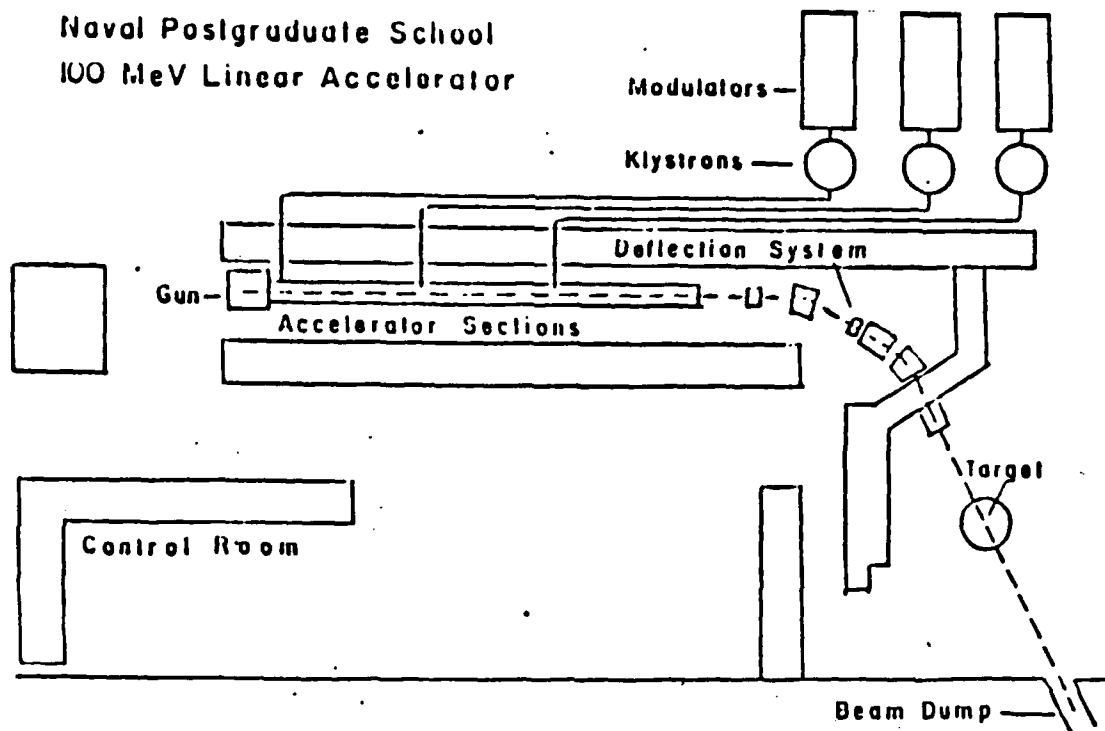 Naval Postgraduate School
100 MeV Linear Accelerator
Modulators
Klystrons
Deflection System
Gun
Accelerator Sections
Target
Control Room
Beam Dump